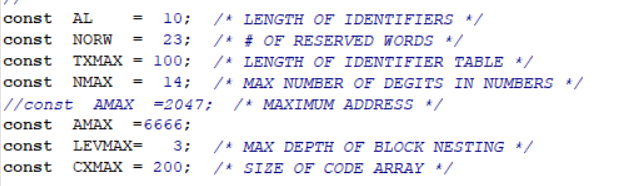 const  AL    =  10;  /* LENGTH OF IDENTIFIERS */
const  NORW  =  23;  /* # OF RESERVED WORDS */
const  TXMAX = 100;  /* LENGTH OF IDENTIFIER TABLE */
const  NMAX  =  14;  /* MAX NUMBER OF DEGITS IN NUMBERS */
//const  AMAX  =2047;  /* MAXIMUM ADDRESS */
const  AMAX  =6666;
const  LEVMAX=   3;  /* MAX DEPTH OF BLOCK NESTING */
const  CXMAX = 200;  /* SIZE OF CODE ARRAY */